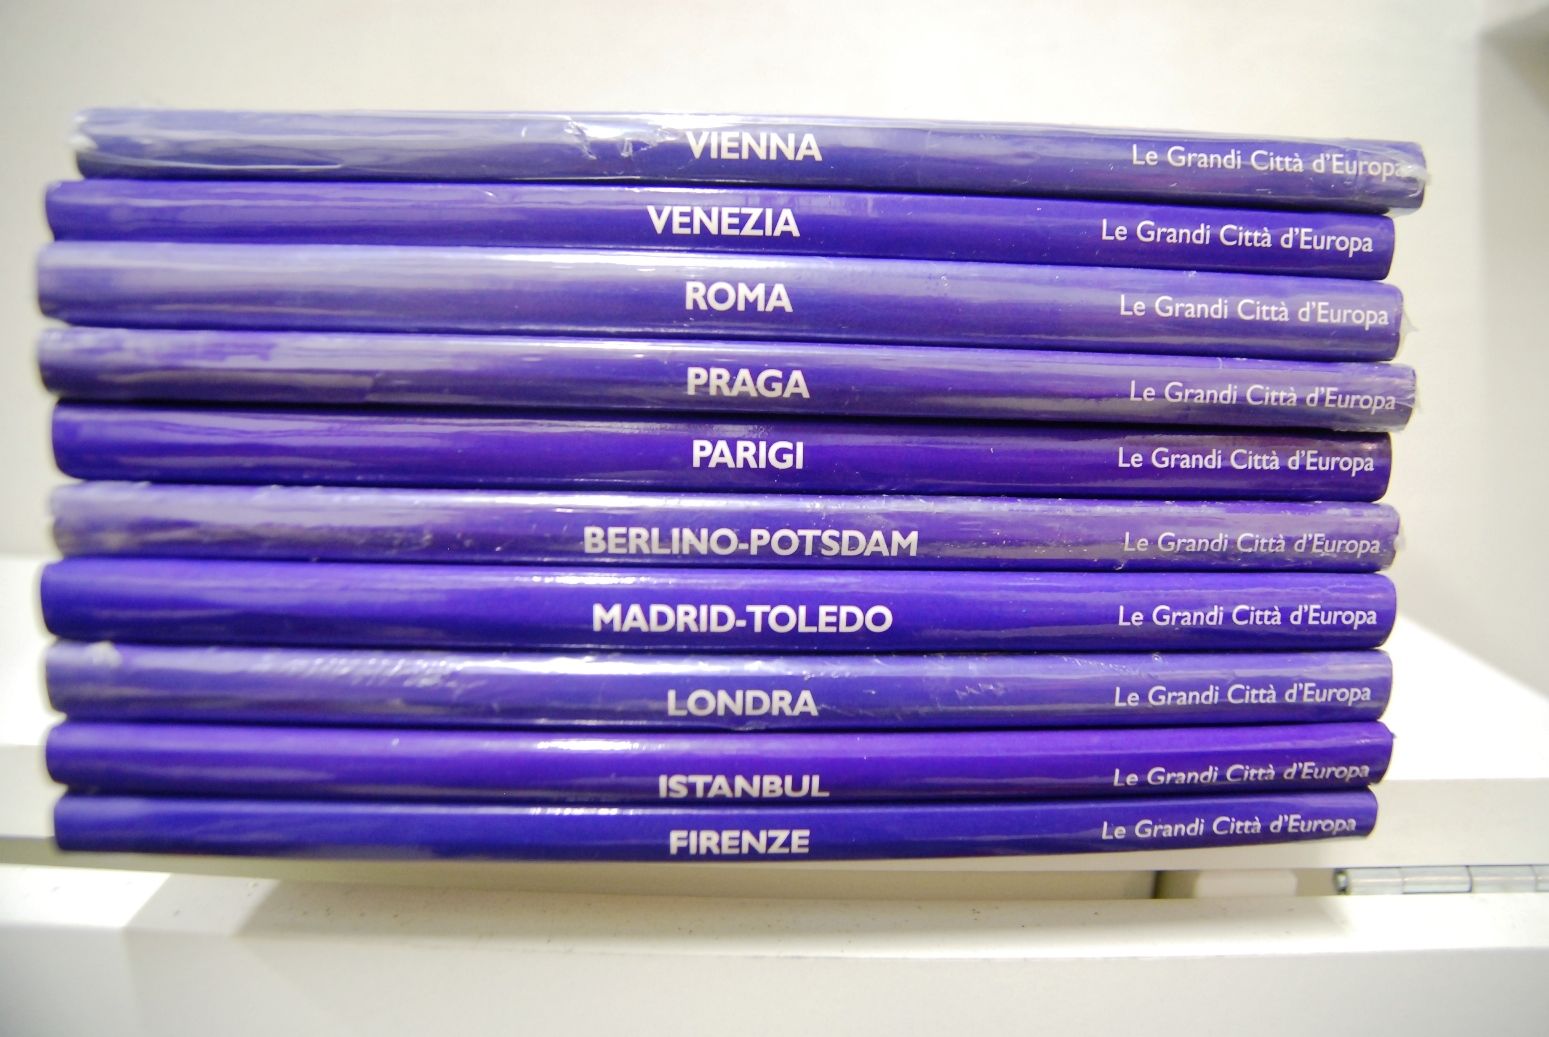 VIENNA Le Grandi Città d'Europa
VENEZIA Le Grandi Città d'Europa
ROMA Le Grandi Città d'Europa
PRAGA Le Grandi Città d'Europa
PARIGI Le Grandi Città d'Europa
BERLINO-POTSDAM Le Grandi Città d'Europa
MADRID-TOLEDO Le Grandi Città d'Europa
LONDRA Le Grandi Città d'Europa
ISTANBUL Le Grandi Città d'Europa
FIRENZE Le Grandi Città d'Europa